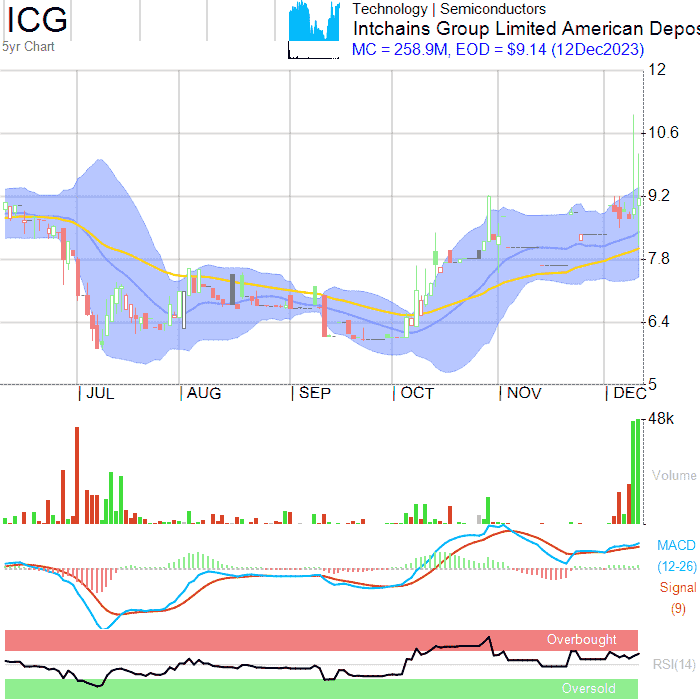 ICG
5yr Chart
Technology | Semiconductors
Intchains Group Limited American Depos
MC = 258.9M, EOD = $9.14 (12Dec2023)
12
10.6
9.2
7.8
6.4
5
| JUL | AUG | SEP | OCT | NOV | DEC
48k
Volume
MACD
(12-26)
Signal
(9)
Overbought
RSI(14)
Oversold